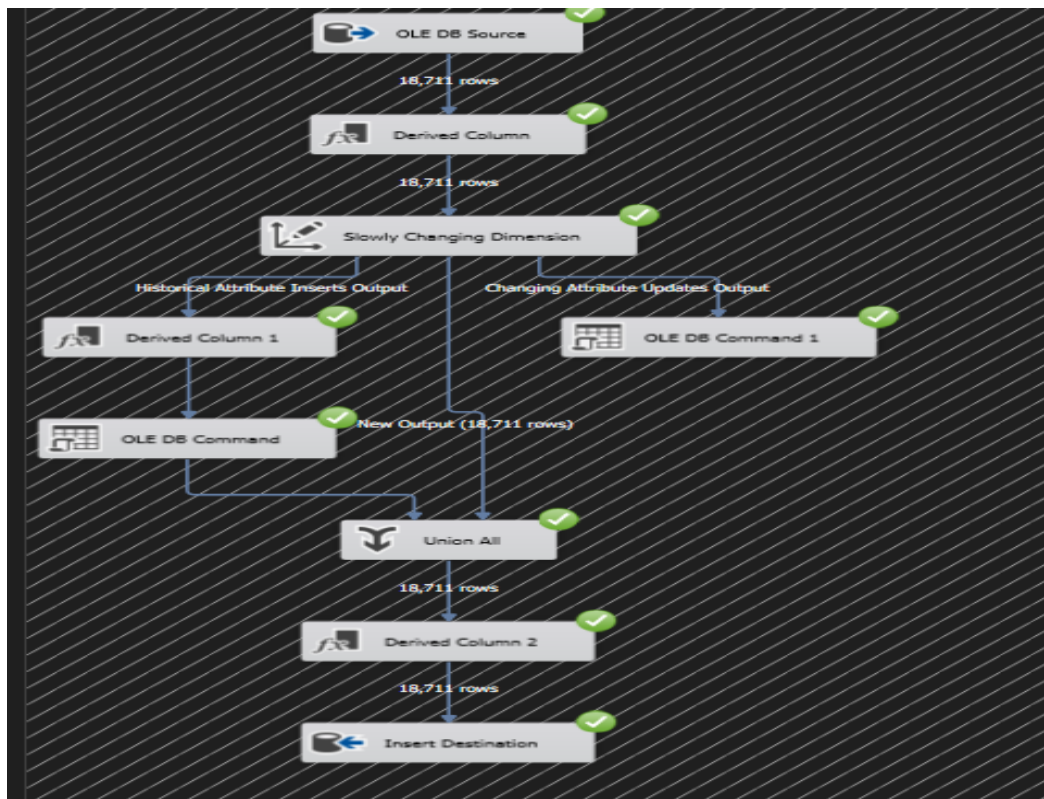 OLE DB Source
18,711 rows
Derived Column
18,711 rows
Slowly Changing Dimension
Historical Attribute Inserts Output
Changing Attribute Updates Output
Derived Column 1
OLE DB Command 1
OLE DB Command
New Output (18,711 rows)
Union All
18,711 rows
Derived Column 2
18,711 rows
Insert Destination